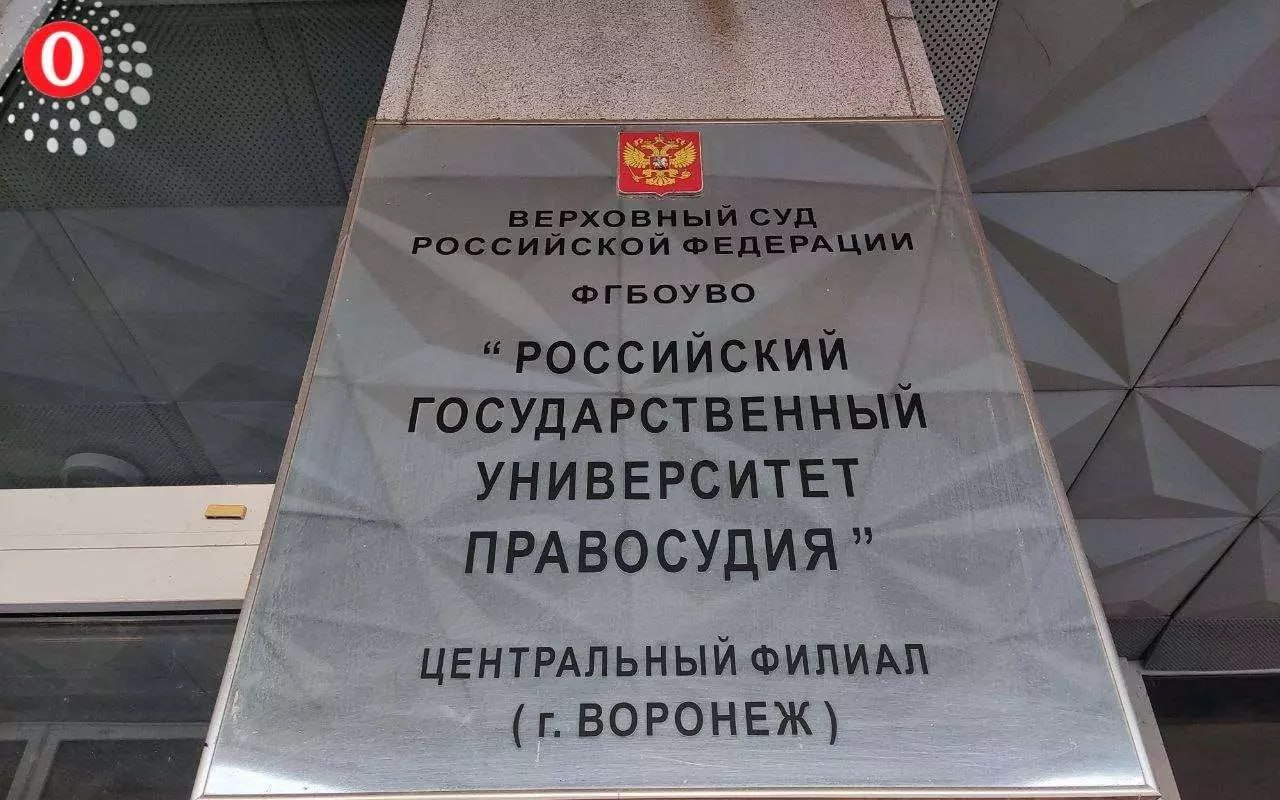 О
ВЕРХОВНЫЙ СУД
РОССИЙСКОЙ ФЕДЕРАЦИИ
ФГБОУВО
“ РОССИЙСКИЙ
ГОСУДАРСТВЕННЫЙ
УНИВЕРСИТЕТ
ПРАВОСУДИЯ ”
ЦЕНТРАЛЬНЫЙ ФИЛИАЛ
( г. ВОРОНЕЖ )